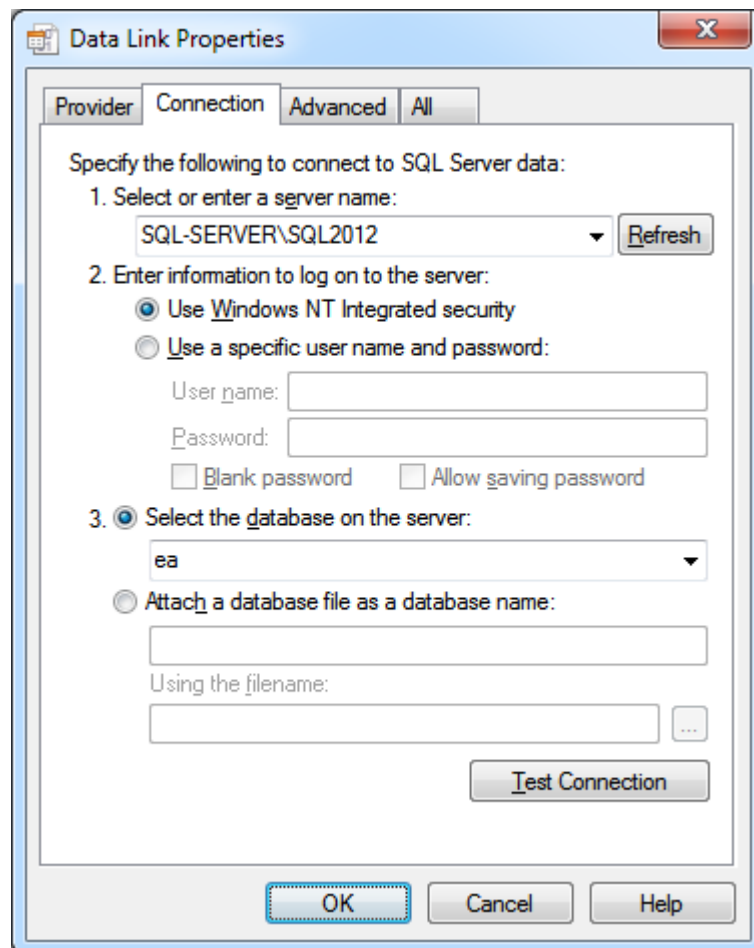 Data Link Properties
Provider Connection Advanced All
Specify the following to connect to SQL Server data:
1. Select or enter a server name:
SQL-SERVER\SQL2012 Refresh
2. Enter information to log on to the server:
Use Windows NT Integrated security
Use a specific user name and password:
User name:
Password:
Blank password Allow saving password
3. Select the database on the server:
ea
Attach a database file as a database name:
Using the filename:
...
Test Connection
OK Cancel Help